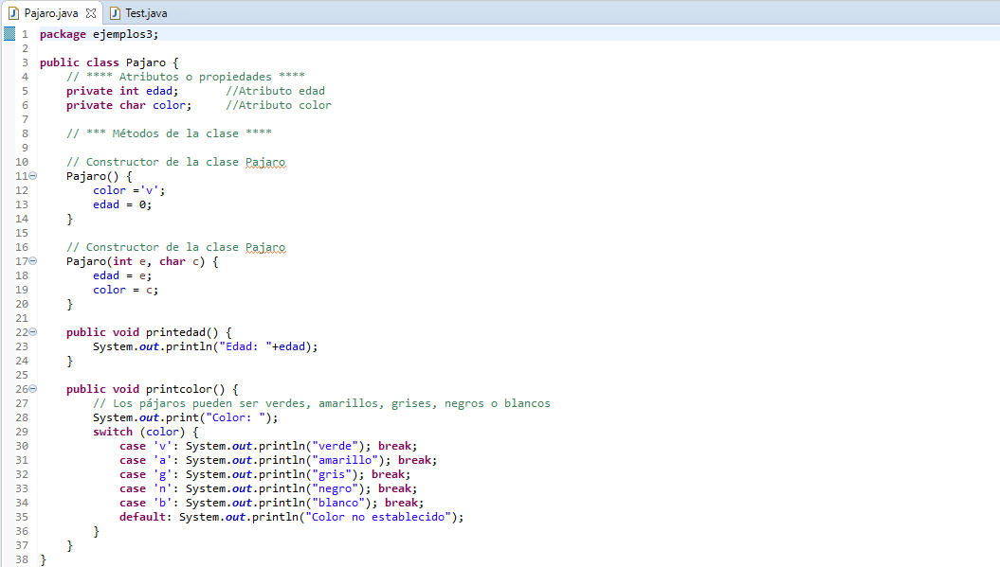 Pajaro.java Test.java
1 package ejemplos3;
2
3 public class Pajaro {
4     // **** Atributos o propiedades ****
5     private int edad;       //Atributo edad
6     private char color;     //Atributo color
7
8     // *** Métodos de la clase ****
9
10     // Constructor de la clase Pajaro
11     Pajaro() {
12         color ='v';
13         edad = 0;
14     }
15
16     // Constructor de la clase Pajaro
17     Pajaro(int e, char c) {
18         edad = e;
19         color = c;
20     }
21
22     public void printedad() {
23         System.out.println("Edad: "+edad);
24     }
25
26     public void printcolor() {
27         // Los pájaros pueden ser verdes, amarillos, grises, negros o blancos
28         System.out.print("Color: ");
29         switch (color) {
30             case 'v': System.out.println("verde"); break;
31             case 'a': System.out.println("amarillo"); break;
32             case 'g': System.out.println("gris"); break;
33             case 'n': System.out.println("negro"); break;
34             case 'b': System.out.println("blanco"); break;
35             default: System.out.println("Color no establecido");
36         }
37     }
38 }